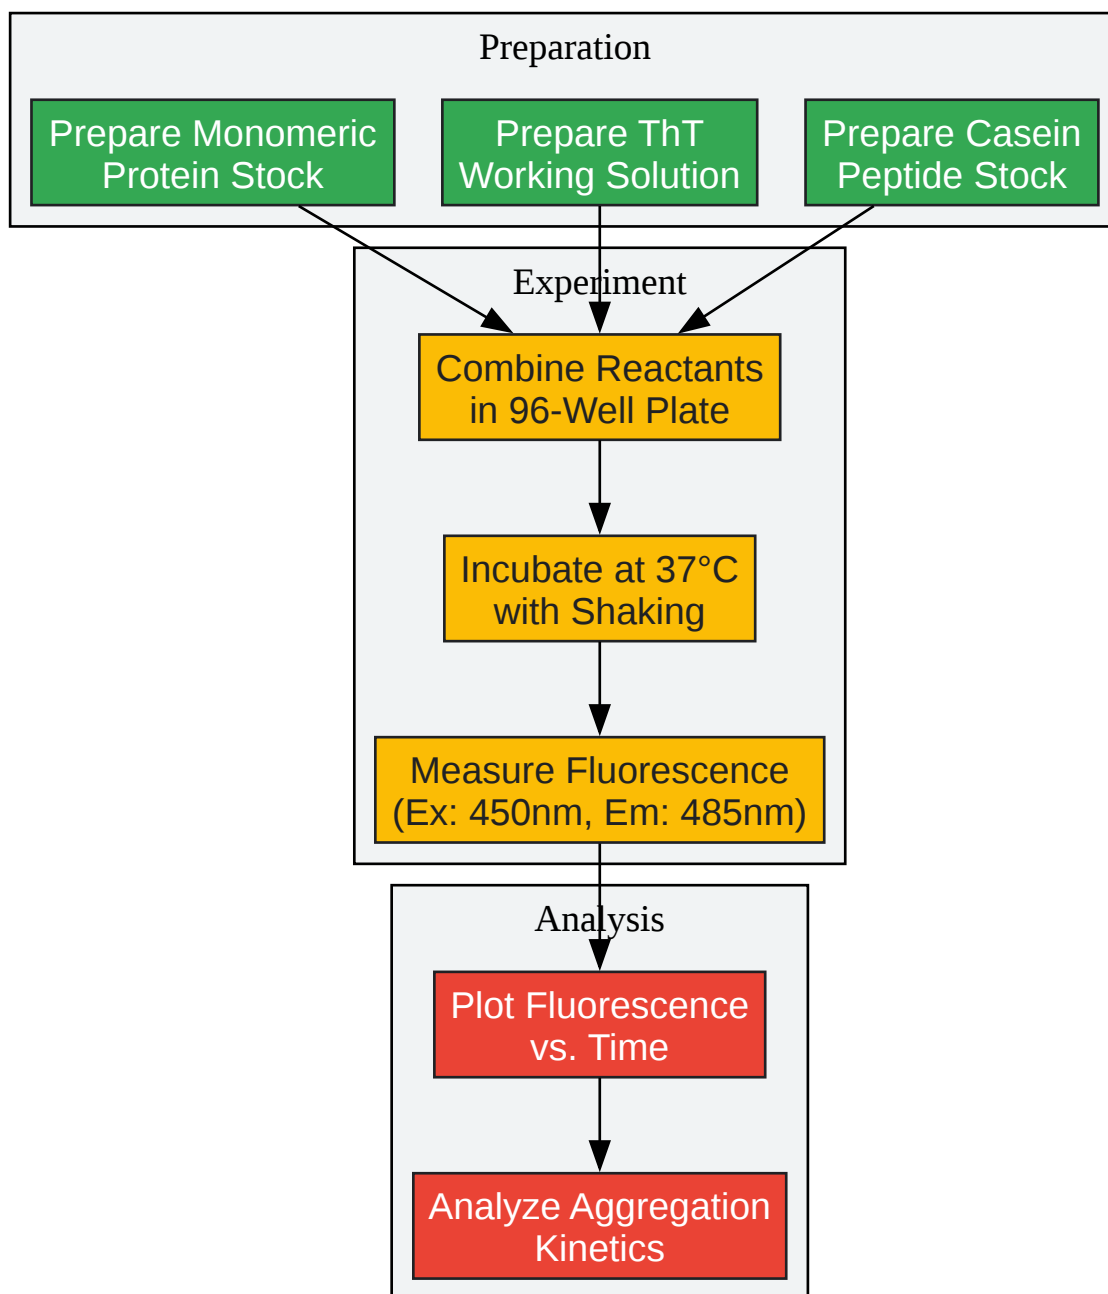 Preparation
Prepare Monomeric
Protein Stock
Prepare ThT
Working Solution
Prepare Casein
Peptide Stock
Experiment
Combine Reactants
in 96-Well Plate
Incubate at 37°C
with Shaking
Measure Fluorescence
(Ex: 450nm, Em: 485nm)
Analysis
Plot Fluorescence
vs. Time
Analyze Aggregation
Kinetics